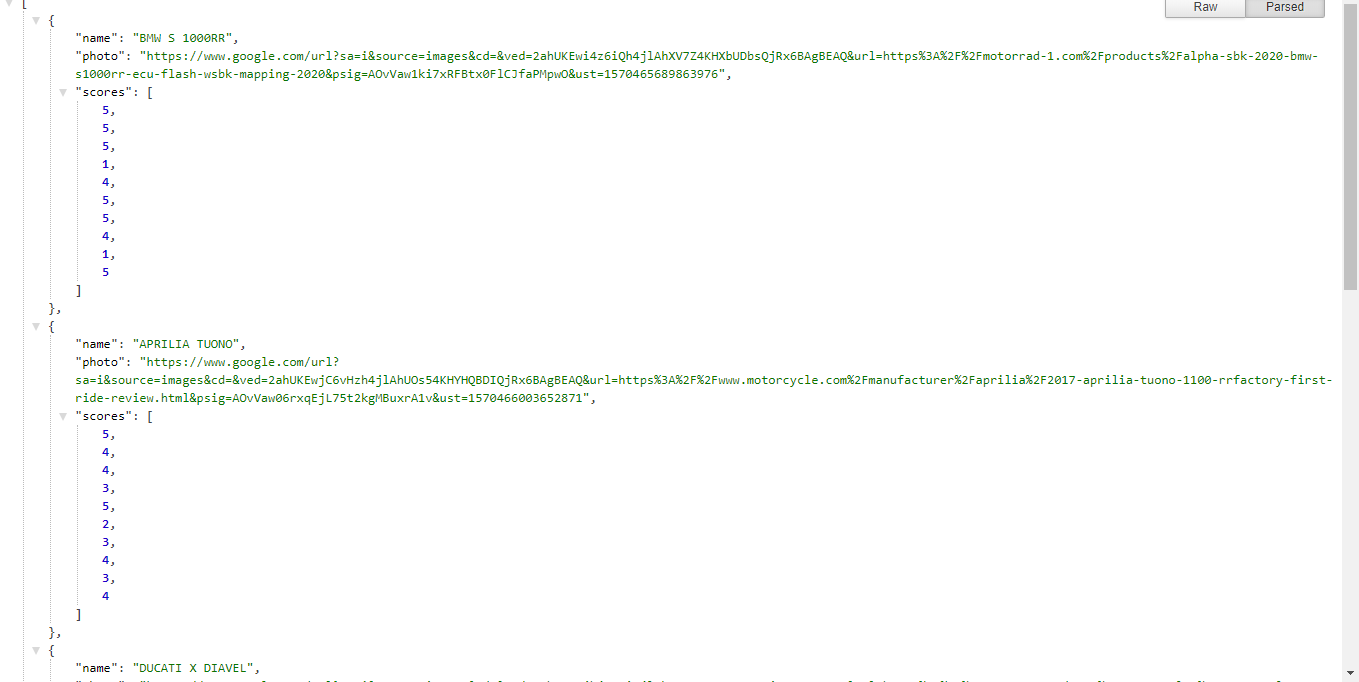 [
Raw Parsed
{
"name": "BMW S 1000RR",
"photo": "https://www.google.com/url?sa=i&source=images&cd=&ved=2ahUKEwi4z6iQh4jlAhXV7Z4KHXbUDbsQjRx6BAgBEAQ&url=https%3A%2F%2Fmotorrad-1.com%2Fproducts%2Falpha-sbk-2020-bmw-
s1000rr-ecu-flash-wsbk-mapping-2020&psig=AOvVaw1ki7xRFBtx0FlCJfaPMpwO&ust=1570465689863976",
"scores": [
5,
5,
5,
1,
4,
5,
5,
4,
1,
5
]
},
{
"name": "APRILIA TUONO",
"photo": "https://www.google.com/url?
sa=i&source=images&cd=&ved=2ahUKEwjC6vHzh4jlAhUOs54KHYHQBDIQjRx6BAgBEAQ&url=https%3A%2F%2Fwww.motorcycle.com%2Fmanufacturer%2Faprilia%2F2017-aprilia-tuono-1100-rrfactory-first-
ride-review.html&psig=AOvVaw06rxqEjL75t2kgMBuxrA1v&ust=1570466003652871",
"scores": [
5,
4,
4,
3,
5,
2,
3,
4,
3,
4
]
},
{
"name": "DUCATI X DIAVEL",